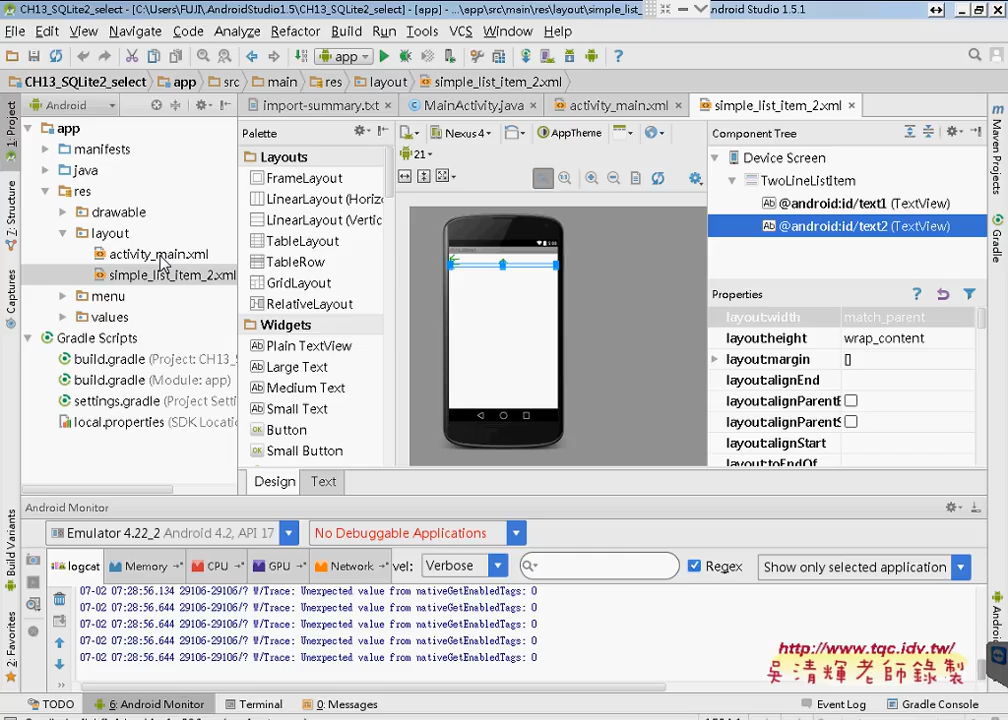 CH13_SQLite2_select - [C:\Users\FUJI\.AndroidStudio1.5\CH13_SQLite2_select] - [app] - ...\app\src\main\res\layout\simple_list_
ndroid Studio 1.5.1
File Edit View Navigate Code Analyze Refactor Build Run Tools VCS Window Help
app
CH13_SQLite2_select app src main res layout simple_list_item_2.xml
Android
import-summary.txt MainActivity.java activity_main.xml simple_list_item_2.xml
1: Project
Z: Structure
Captures
Build Variants
2: Favorites
app
manifests
java
res
drawable
layout
activity_main.xml
simple_list_item_2.xml
menu
values
Gradle Scripts
build.gradle (Project: CH13_S
build.gradle (Module: app)
settings.gradle (Project Setti
local.properties (SDK Locatio
Palette
Layouts
FrameLayout
LinearLayout (Horiz
LinearLayout (Vertic
TableLayout
TableRow
GridLayout
RelativeLayout
Widgets
Plain TextView
Large Text
Medium Text
Small Text
Button
Small Button
Nexus 4 AppTheme
21
Design Text
Component Tree
Device Screen
TwoLineListItem
Ab @android:id/text1 (TextView)
Ab @android:id/text2 (TextView)
Properties
layout:width match_parent
layout:height wrap_content
layout:margin []
layout:alignEnd
layout:alignParentE
layout:alignParentS
layout:alignStart
layout:toEndOf
Maven Projects
Gradle
Android Monitor
Emulator 4.22_2 Android 4.2, API 17 No Debuggable Applications
logcat Memory CPU GPU Network vel: Verbose Regex Show only selected application
07-02 07:28:56.134 29106-29106/? W/Trace: Unexpected value from nativeGetEnabledTags: 0
07-02 07:28:56.644 29106-29106/? W/Trace: Unexpected value from nativeGetEnabledTags: 0
07-02 07:28:56.644 29106-29106/? W/Trace: Unexpected value from nativeGetEnabledTags: 0
07-02 07:28:56.644 29106-29106/? W/Trace: Unexpected value from nativeGetEnabledTags: 0
07-02 07:28:56.644 29106-29106/? W/Trace: Unexpected value from nativeGetEnabledTags: 0
http://www.tqc.idv.tw/
吳清輝老師錄製
TODO 6: Android Monitor Terminal 0: Messages Event Log Gradle Console